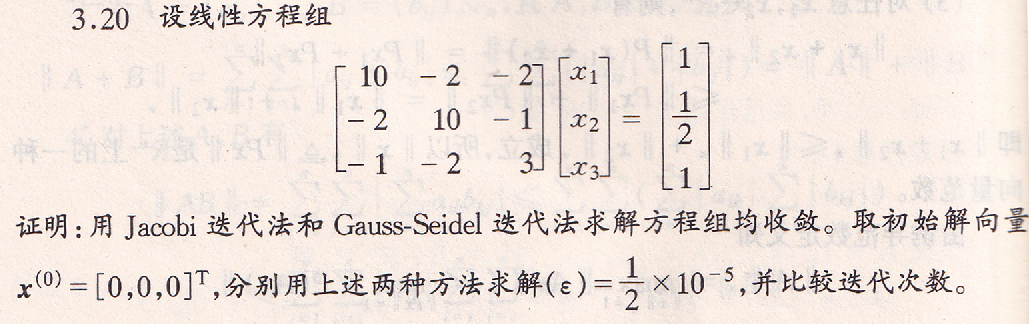 3.20 设线性方程组
[ 10 − 2 − 2 ] [ x₁ ] [ 1 ]
[ − 2 10 − 1 ] [ x₂ ] = [ 1/2 ]
[ − 1 − 2 3 ] [ x₃ ] [ 1 ]
证明:用 Jacobi 迭代法和 Gauss-Seidel 迭代法求解方程组均收敛。取初始解向量
x⁽⁰⁾ = [0,0,0]ᵀ,分别用上述两种方法求解(ε) = 1/2 × 10⁻⁵,并比较迭代次数。